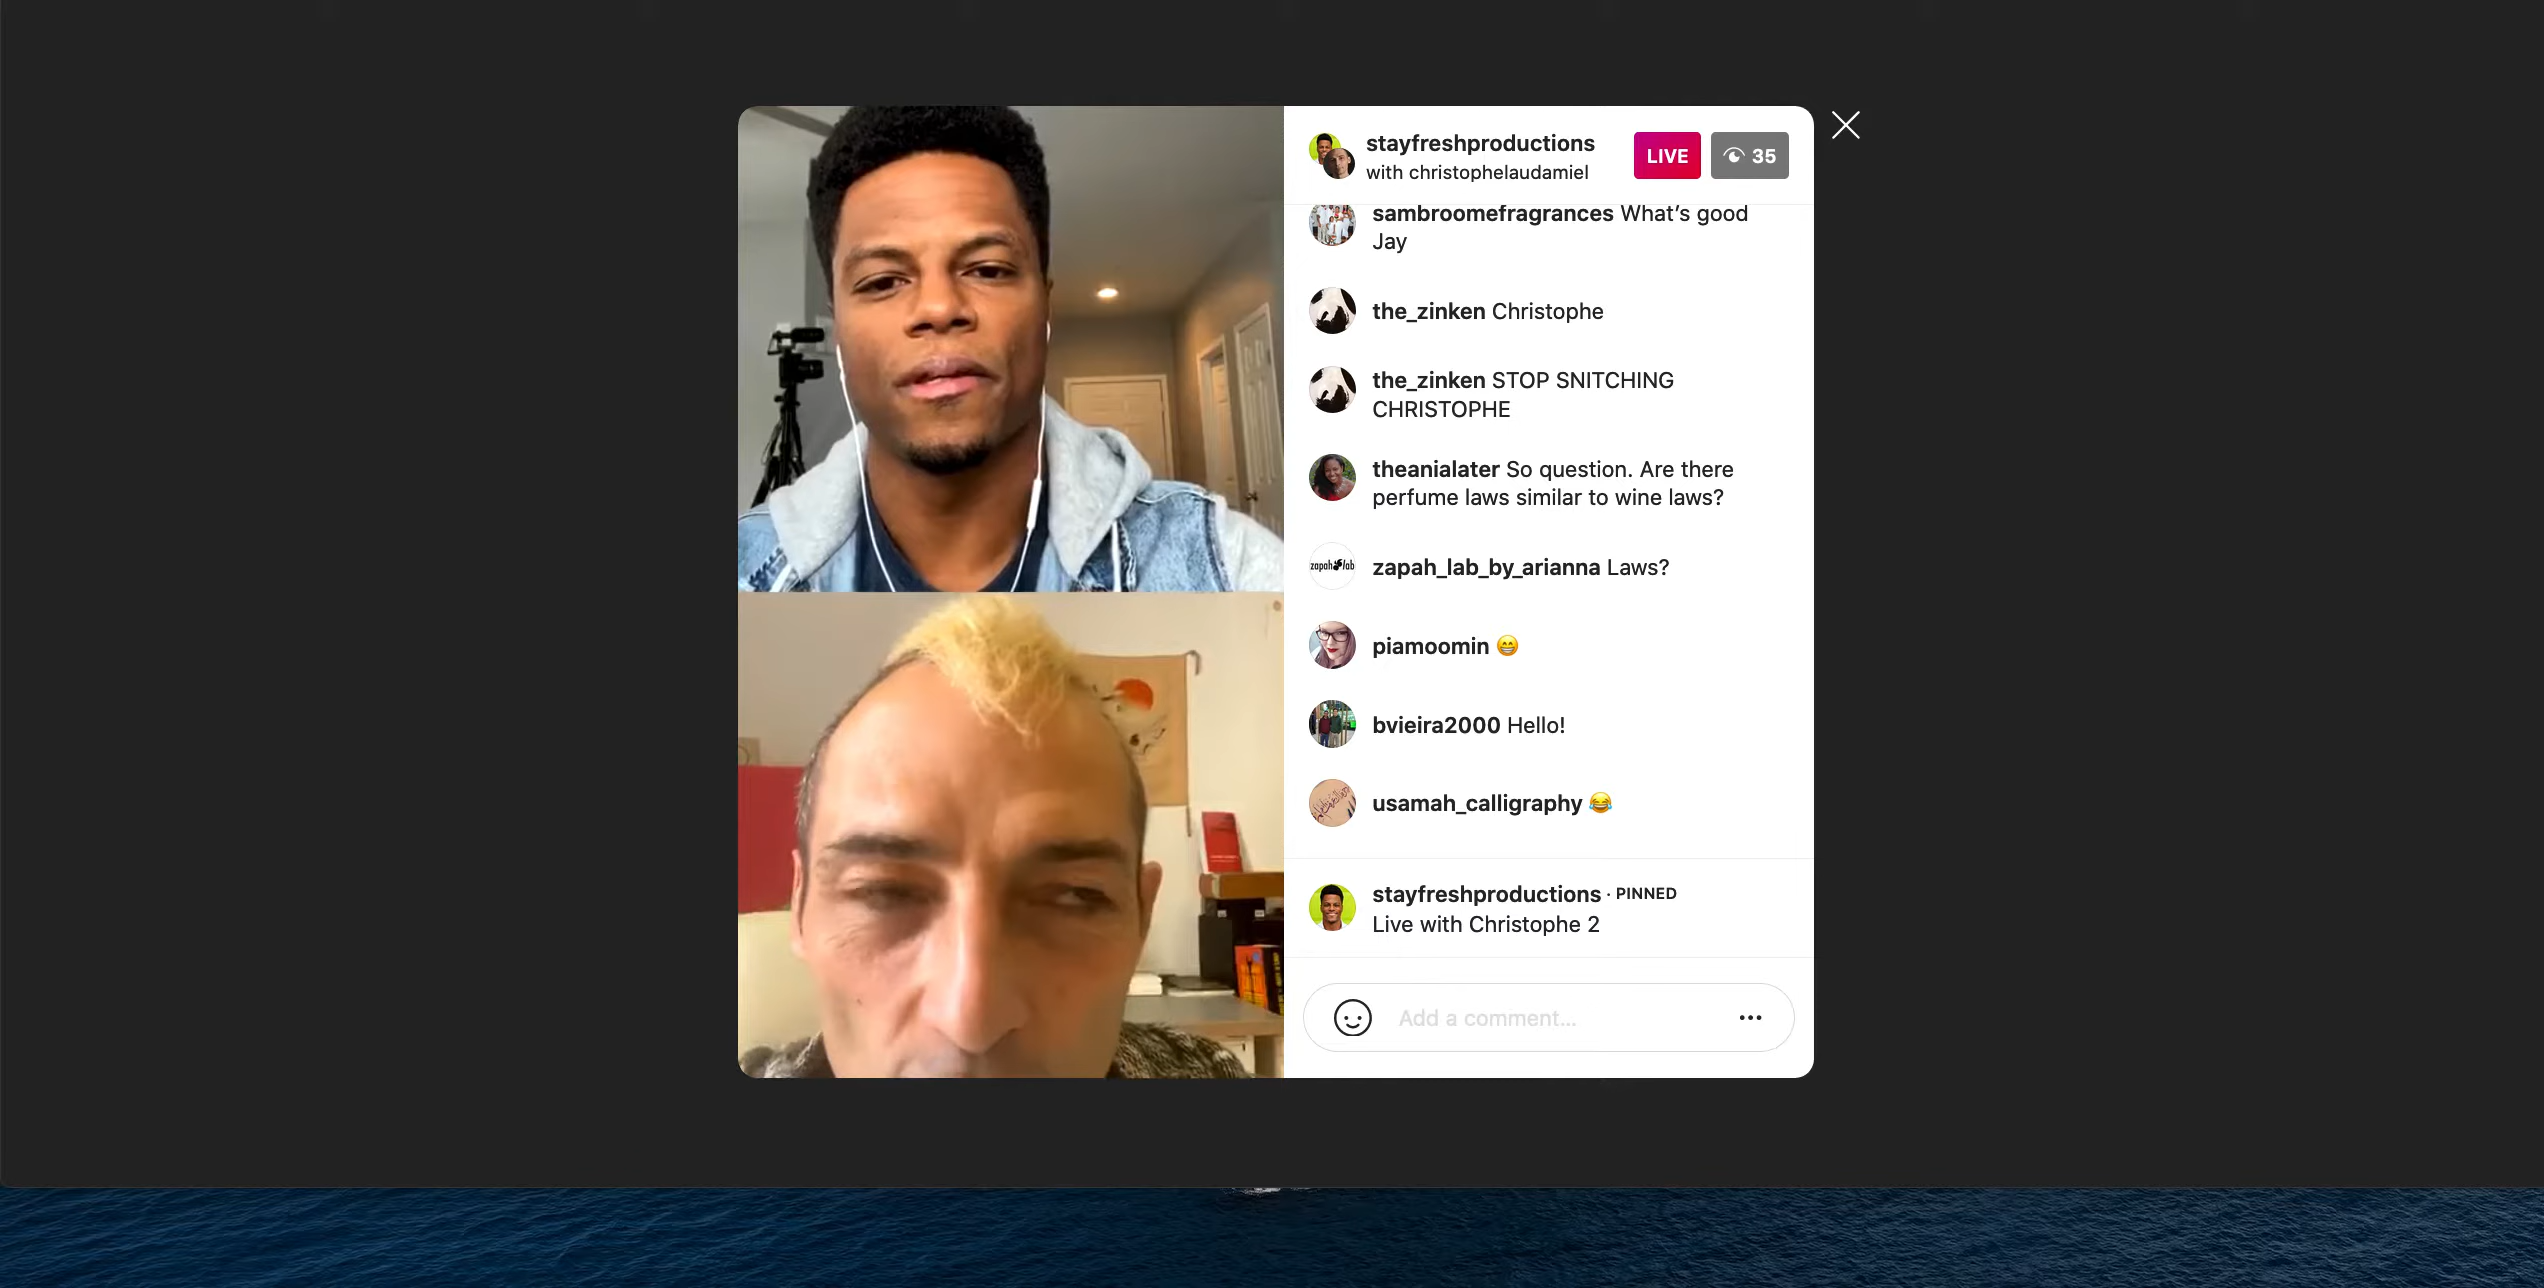 stayfreshproductions
with christophelaudamiel
LIVE
35
sambroomefragrances What's good
Jay
the_zinken Christophe
the_zinken STOP SNITCHING
CHRISTOPHE
theanialater So question. Are there
perfume laws similar to wine laws?
zapah lab
zapah_lab_by_arianna Laws?
piamoomin 😁
bvieira2000 Hello!
usamah_calligraphy 😂
stayfreshproductions · PINNED
Live with Christophe 2
Add a comment...